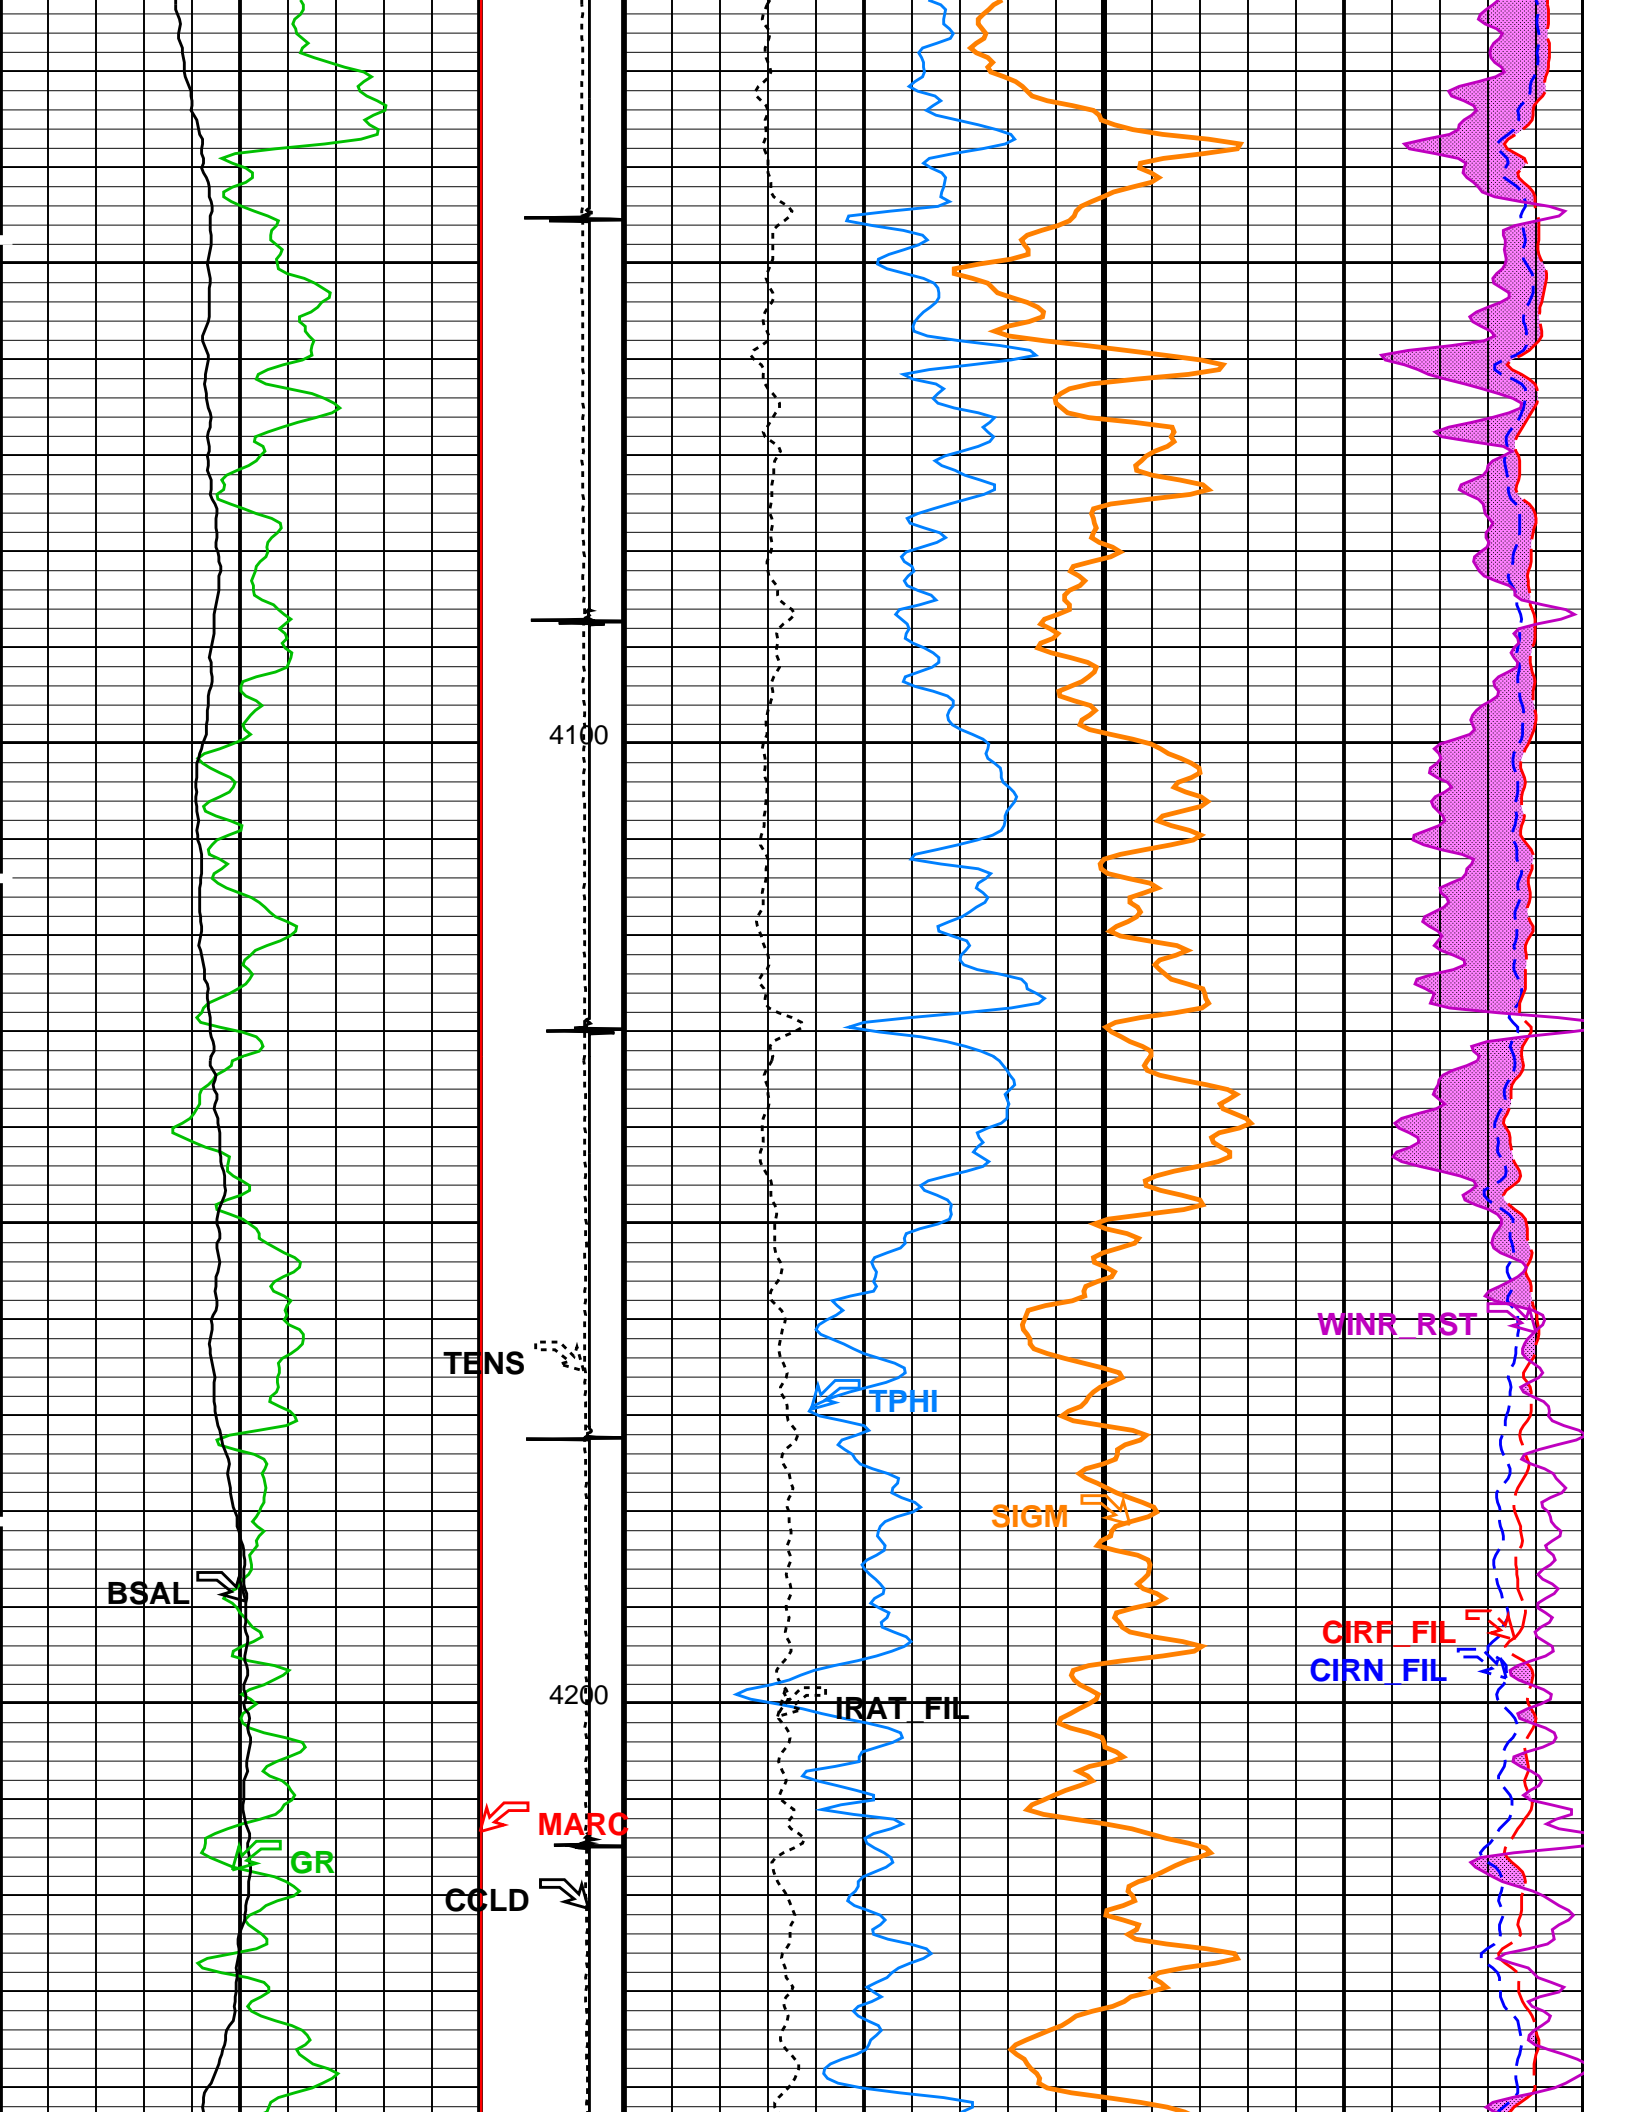 4100
WINR_RST
TENS
TPHI
SIGM
BSAL
CIRF_FIL
CIRN_FIL
4200
IRAT_FIL
MARC
GR
CCLD